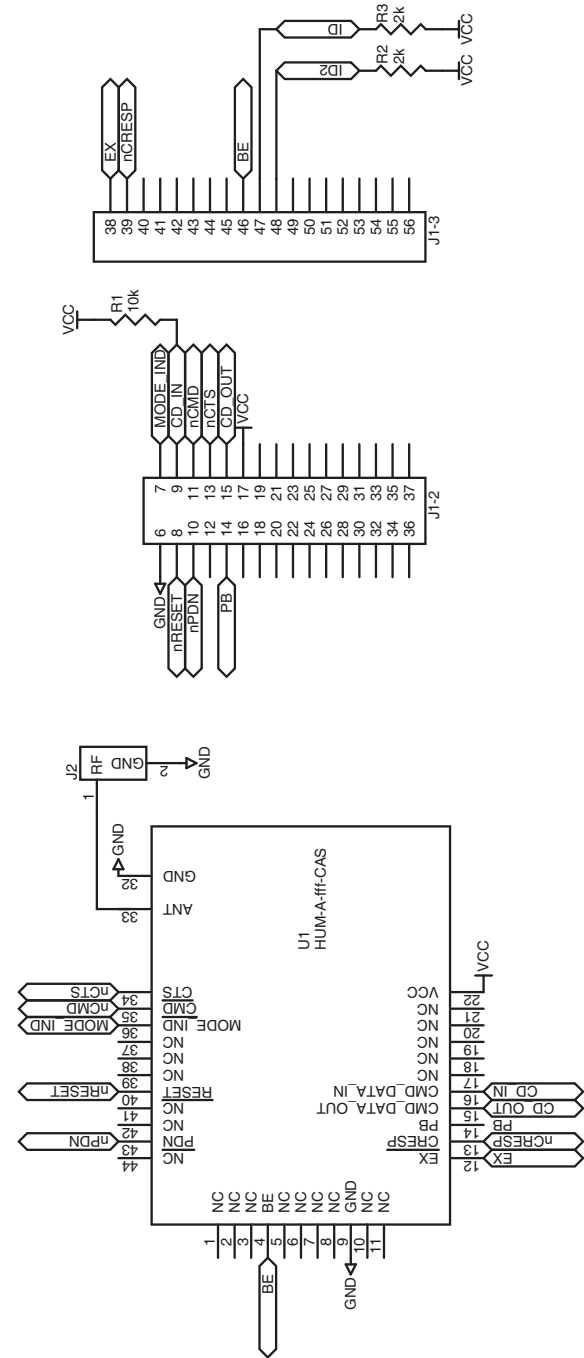 U1
HUM-A-fff-CAS
1 NC
2 NC
3 NC
BE 4 BE
5 NC
6 NC
7 NC
8 NC
GND 9 GND
10 NC
11 NC
EX 12 EX
nCRESP 13 CRESP
PB 14 PB
CD_OUT 15 CMD_DATA_OUT
CD_IN 16 CMD_DATA_IN
17 NC
18 NC
19 NC
20 NC
21 NC
VCC 22 VCC
44 NC
nPDN 43 PDN
42 NC
41 NC
nRESET 40 RESET
39 NC
38 NC
37 NC
MODE_IND 36 MODE_IND
nCMD 35 CMD
nCTS 34 CTS
33 ANT
GND 32 GND
J2
1 RF
2 GND
GND
GND 6 7 MODE_IND
nRESET 8 9 CD_IN
nPDN 10 11 nCMD
12 13 nCTS
PB 14 15 CD_OUT
16 17 VCC
18 19
20 21
22 23
24 25
26 27
28 29
30 31
32 33
34 35
36 37
J1-2
VCC
R1
10k
38 EX
39 nCRESP
40
41
42
43
44
45
46 BE
47 ID
48 ID2
49
50
51
52
53
54
55
56
J1-3
R3
2k
VCC
R2
2k
VCC